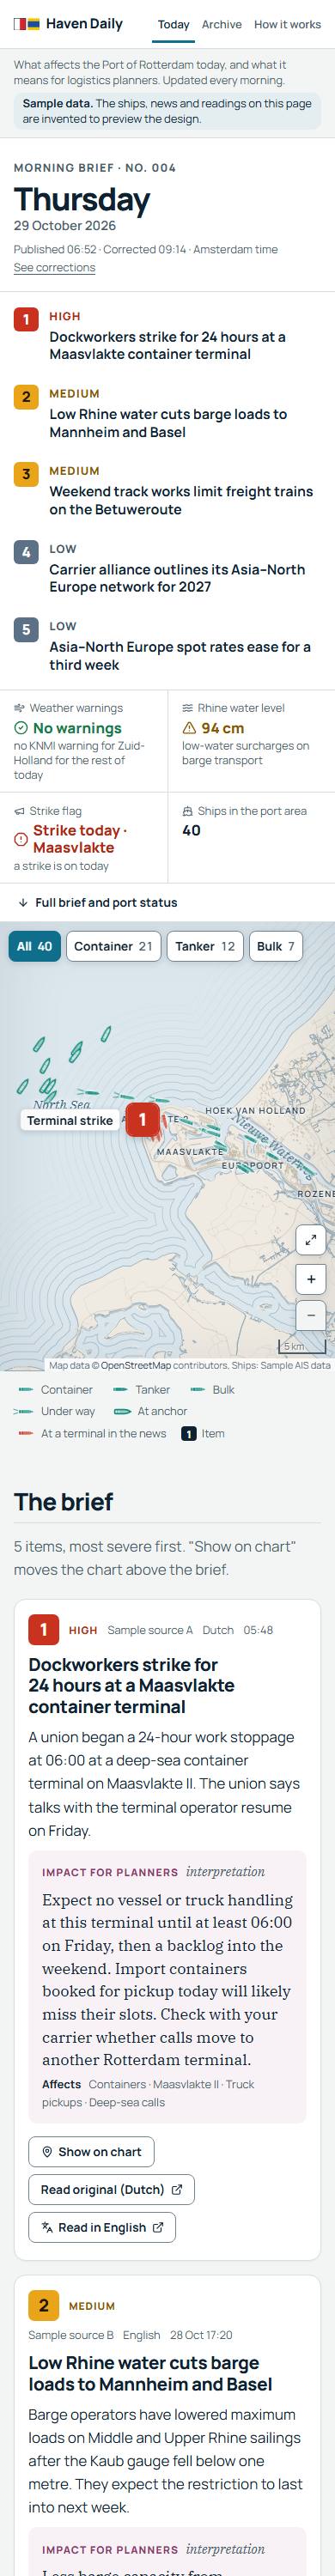 Haven Daily
Today Archive How it works
What affects the Port of Rotterdam today, and what it
means for logistics planners. Updated every morning.
Sample data. The ships, news and readings on this page
are invented to preview the design.
MORNING BRIEF · NO. 004
Thursday
29 October 2026
Published 06:52 · Corrected 09:14 · Amsterdam time
See corrections
1 HIGH
Dockworkers strike for 24 hours at a
Maasvlakte container terminal
2 MEDIUM
Low Rhine water cuts barge loads to
Mannheim and Basel
3 MEDIUM
Weekend track works limit freight trains
on the Betuweroute
4 LOW
Carrier alliance outlines its Asia–North
Europe network for 2027
5 LOW
Asia–North Europe spot rates ease for a
third week
Weather warnings
No warnings
no KNMI warning for Zuid-
Holland for the rest of
today
Rhine water level
94 cm
low-water surcharges on
barge transport
Strike flag
Strike today ·
Maasvlakte
a strike is on today
Ships in the port area
40
Full brief and port status
All 40 Container 21 Tanker 12 Bulk 7
North Sea
HOEK VAN HOLLAND
Terminal strike 1
Nieuwe Waterweg
MAASVLAKTE
EUROPOORT
ROZENB
+
−
5 km
Map data © OpenStreetMap contributors, Ships: Sample AIS data
Container Tanker Bulk
Under way At anchor
At a terminal in the news 1 Item
The brief
5 items, most severe first. "Show on chart"
moves the chart above the brief.
1 HIGH Sample source A Dutch 05:48
Dockworkers strike for
24 hours at a Maasvlakte
container terminal
A union began a 24-hour work stoppage
at 06:00 at a deep-sea container
terminal on Maasvlakte II. The union says
talks with the terminal operator resume
on Friday.
IMPACT FOR PLANNERS interpretation
Expect no vessel or truck handling
at this terminal until at least 06:00
on Friday, then a backlog into the
weekend. Import containers
booked for pickup today will likely
miss their slots. Check with your
carrier whether calls move to
another Rotterdam terminal.
Affects Containers · Maasvlakte II · Truck
pickups · Deep-sea calls
Show on chart
Read original (Dutch)
Read in English
2 MEDIUM
Sample source B English 28 Oct 17:20
Low Rhine water cuts barge
loads to Mannheim and Basel
Barge operators have lowered maximum
loads on Middle and Upper Rhine sailings
after the Kaub gauge fell below one
metre. They expect the restriction to last
into next week.
IMPACT FOR PLANNERS interpretation